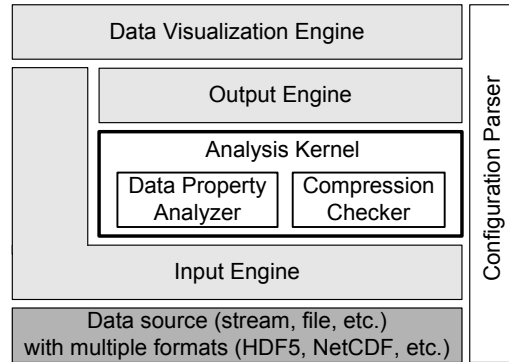 Data Visualization Engine
Output Engine
Analysis Kernel
Data Property
Analyzer
Compression
Checker
Input Engine
Data source (stream, file, etc.)
with multiple formats (HDF5, NetCDF, etc.)
Configuration Parser